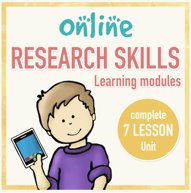 online
RESEARCH SKILLS
Learning modules
complete
7 LESSON
Unit